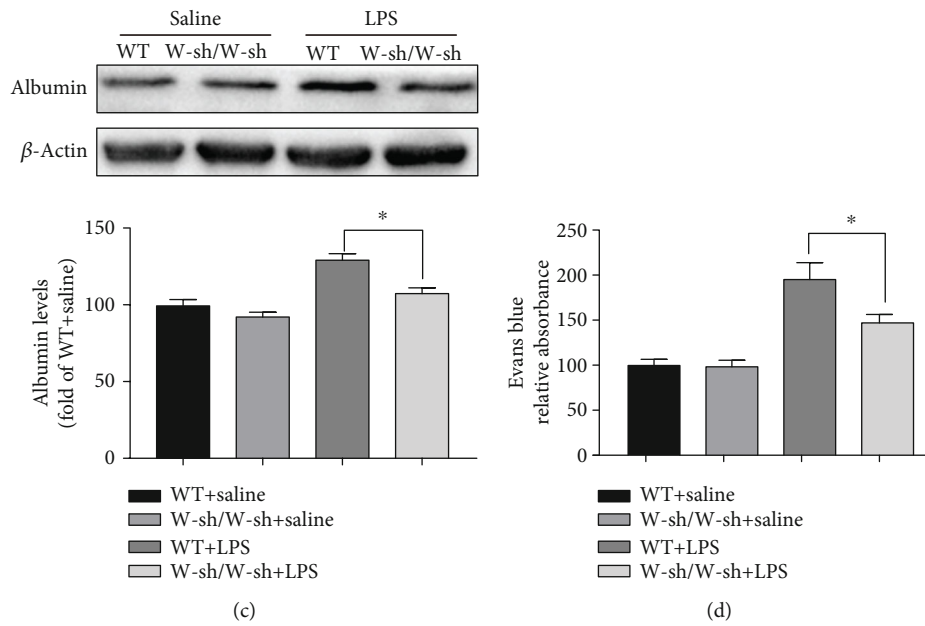 Saline LPS
WT W-sh/W-sh WT W-sh/W-sh
Albumin
β-Actin
Albumin levels
(fold of WT+saline)
150
100
50
0
*
WT+saline
W-sh/W-sh+saline
WT+LPS
W-sh/W-sh+LPS
(c)
Evans blue
relative absorbance
250
200
150
100
50
0
*
WT+saline
W-sh/W-sh+saline
WT+LPS
W-sh/W-sh+LPS
(d)